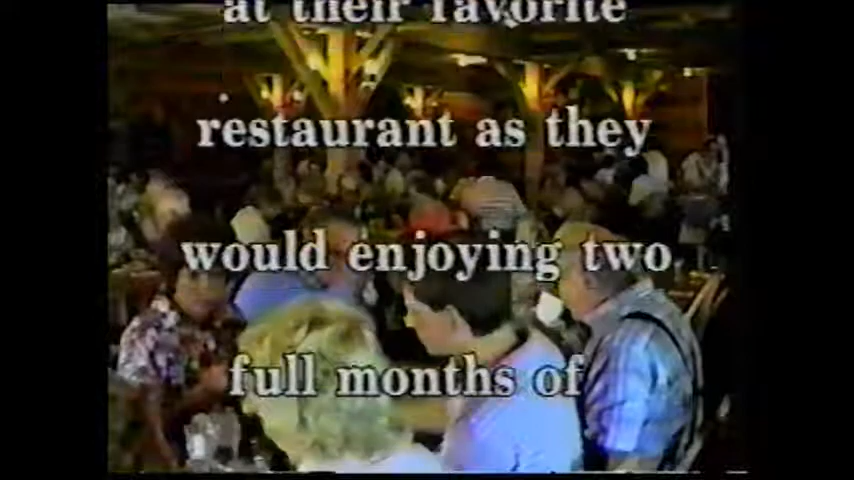 at their favorite
restaurant as they
would enjoying two
full months of